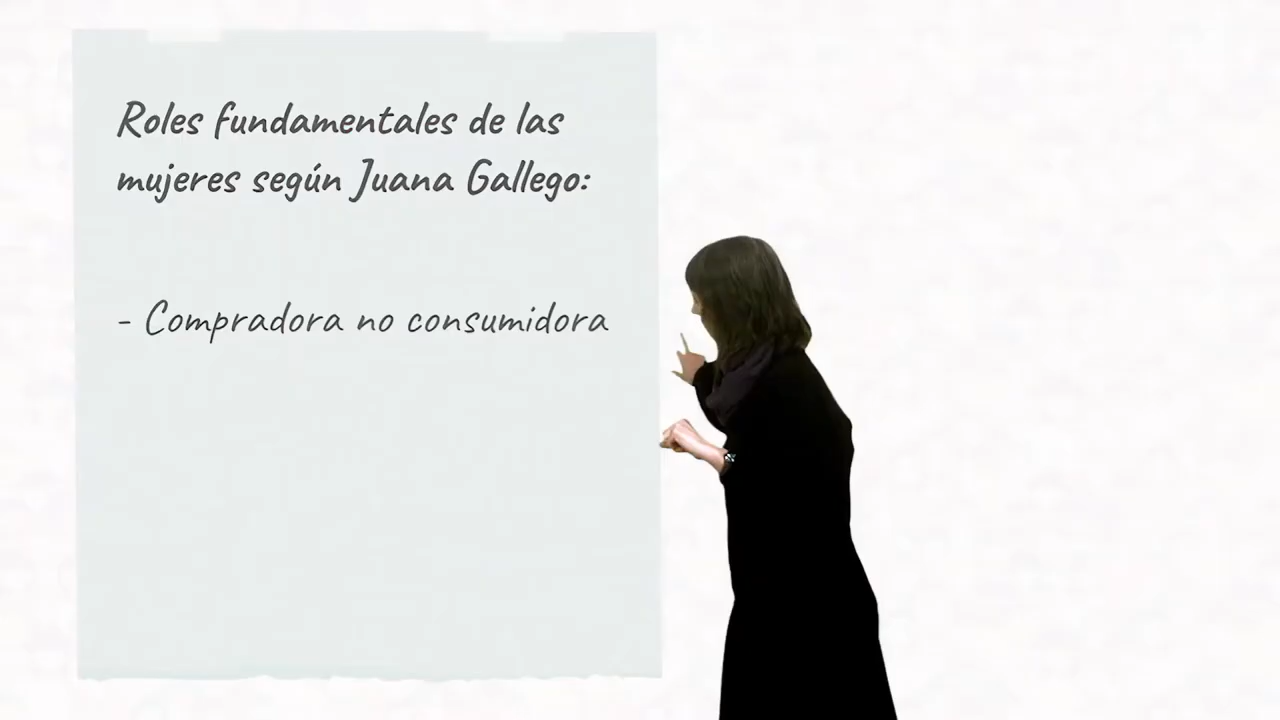 Roles fundamentales de las
mujeres según Juana Gallego:
- Compradora no consumidora